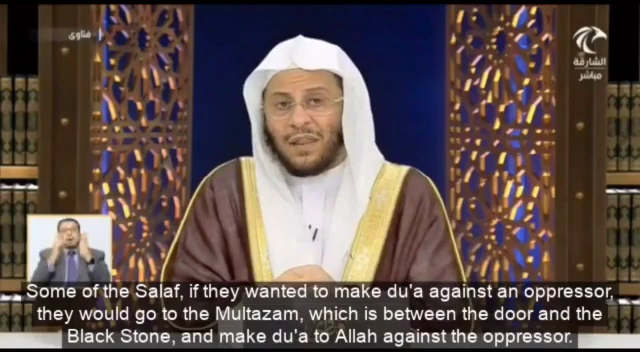 فتاوى
الشارقة
مباشر
Some of the Salaf, if they wanted to make du'a against an oppressor,
they would go to the Multazam, which is between the door and the
Black Stone, and make du'a to Allah against the oppressor.